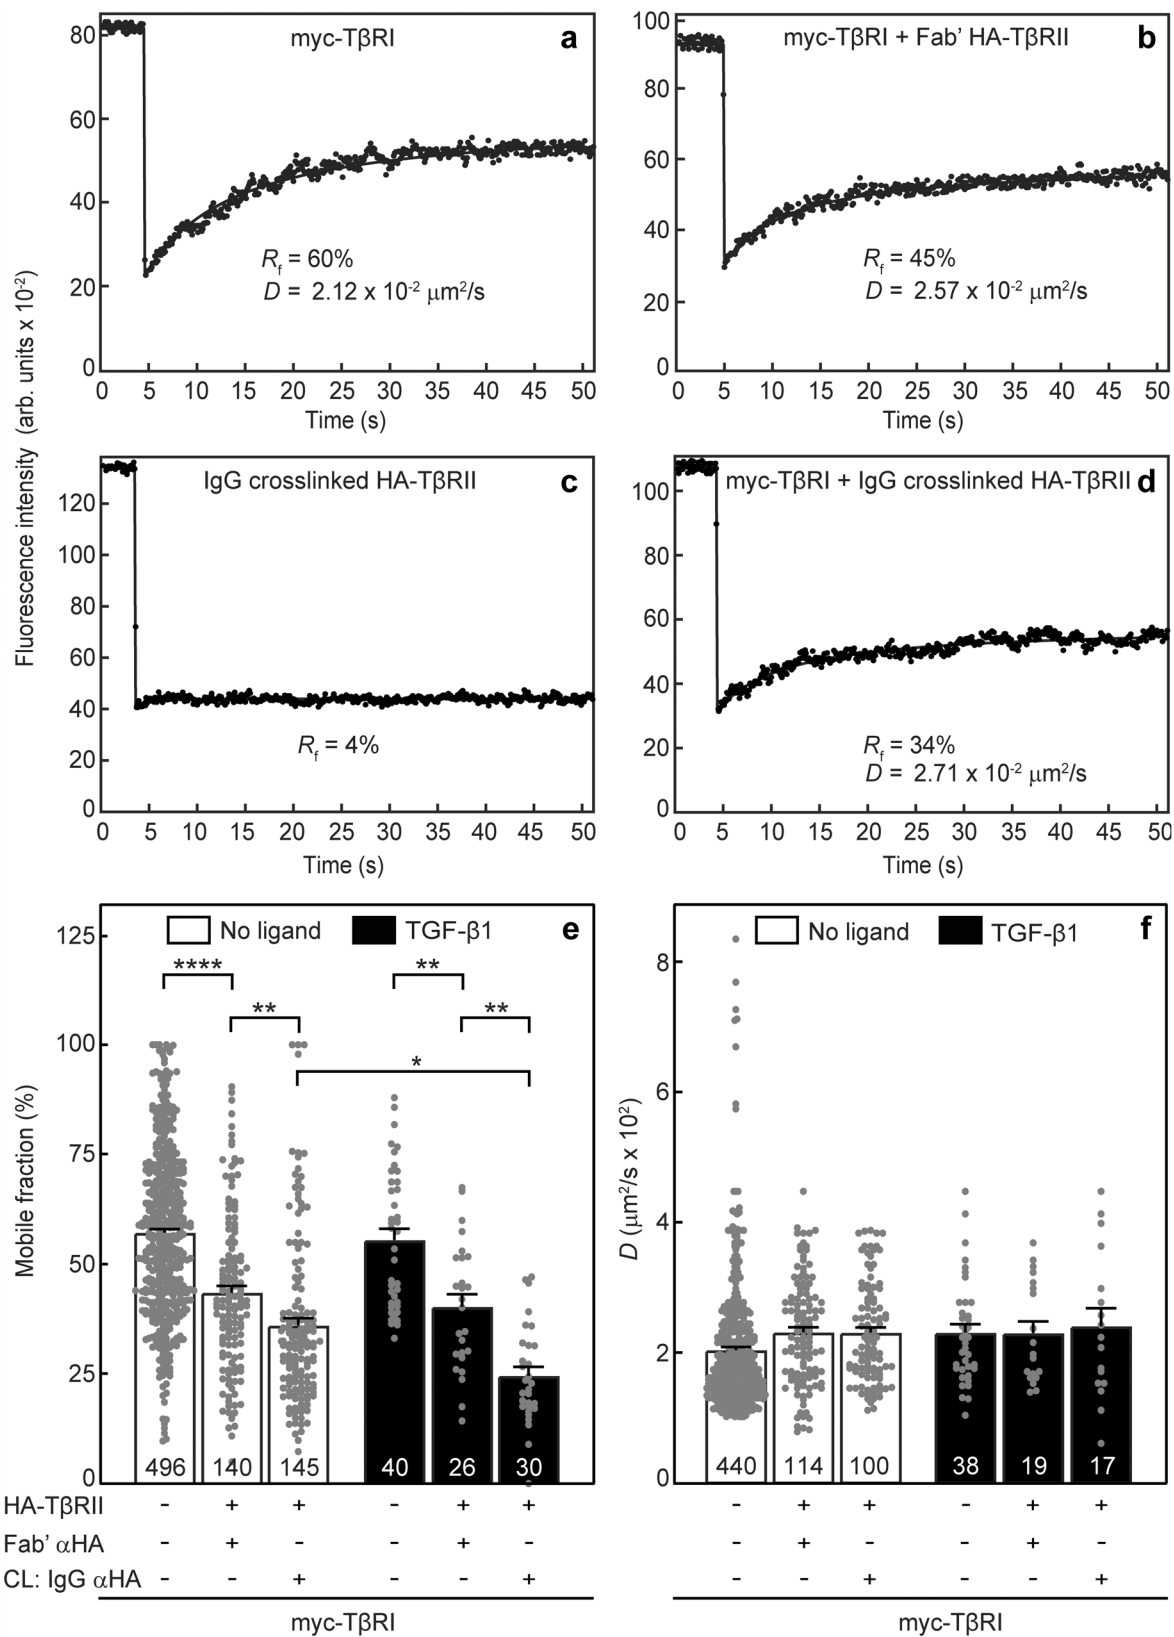 myc-TβRI a
80
60
40
20
0
0 5 10 15 20 25 30 35 40 45 50
Time (s)
R_f = 60%
D = 2.12 x 10⁻² μm²/s
myc-TβRI + Fab’ HA-TβRII b
100
80
60
40
20
0
0 5 10 15 20 25 30 35 40 45 50
Time (s)
R_f = 45%
D = 2.57 x 10⁻² μm²/s
Fluorescence intensity (arb. units x 10⁻²)
IgG crosslinked HA-TβRII c
120
100
80
60
40
20
0
0 5 10 15 20 25 30 35 40 45 50
Time (s)
R_f = 4%
myc-TβRI + IgG crosslinked HA-TβRII d
100
80
60
40
20
0
0 5 10 15 20 25 30 35 40 45 50
Time (s)
R_f = 34%
D = 2.71 x 10⁻² μm²/s
No ligand TGF-β1 e
Mobile fraction (%)
125
100
75
50
25
0
**** ** ** ** *
496 140 145 40 26 30
No ligand TGF-β1 f
D (μm²/s x 10²)
8
6
4
2
0
440 114 100 38 19 17
HA-TβRII - + + - + + - + + - + +
Fab’ αHA - + - - + - - + - - + -
CL: IgG αHA - - + - - + - - + - - +
myc-TβRI myc-TβRI